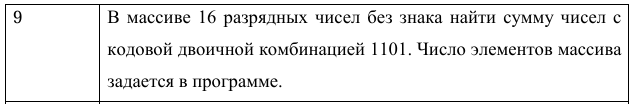 9
В массиве 16 разрядных чисел без знака найти сумму чисел с
кодовой двоичной комбинацией 1101. Число элементов массива
задается в программе.